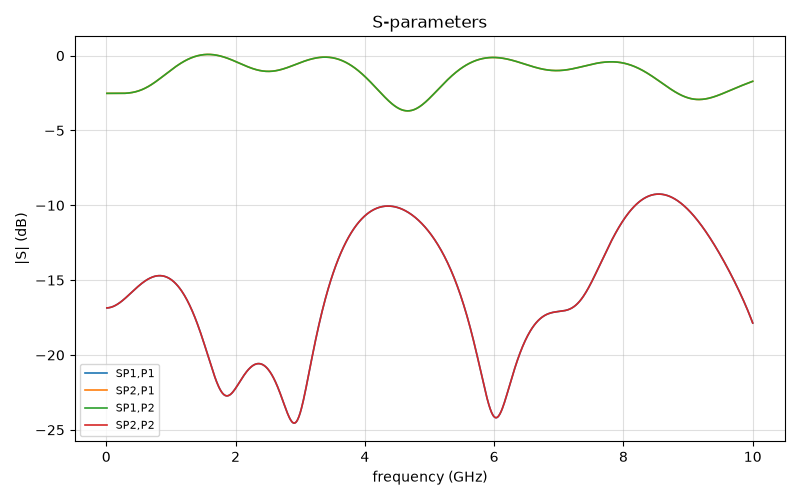 S-parameters
|S| (dB)
0
−5
−10
−15
−20
−25
SP1,P1
SP2,P1
SP1,P2
SP2,P2
0 2 4 6 8 10
frequency (GHz)